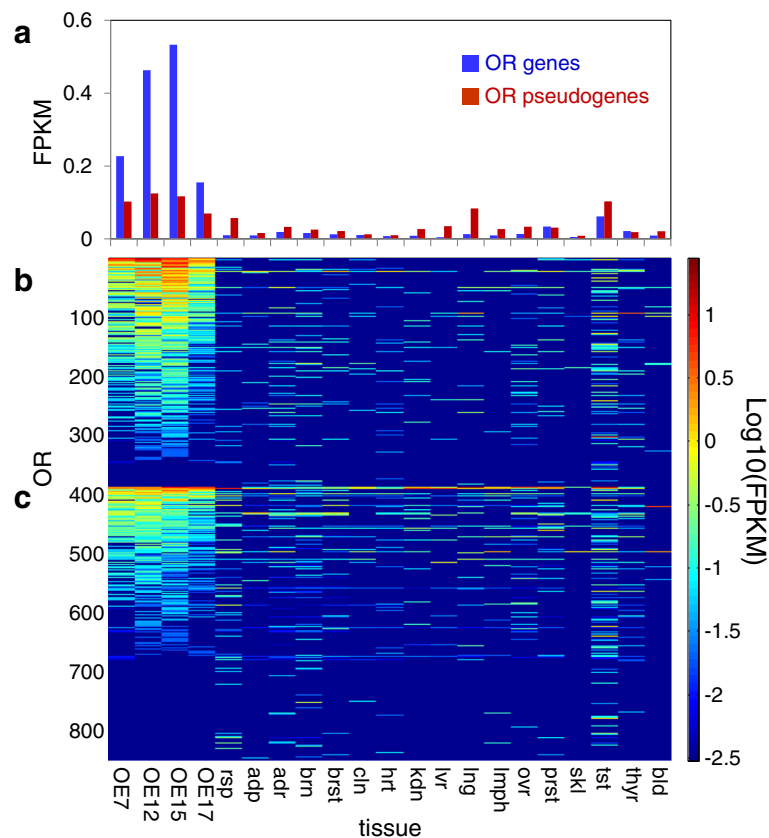 a
0.6
0.4
0.2
0
FPKM
OR genes
OR pseudogenes
b
c
100
200
300
400
500
600
700
800
OR
1
0.5
0
-0.5
-1
-1.5
-2
-2.5
Log10(FPKM)
OE7 OE12 OE15 OE17 rsp adp adr brn brst cln hrt kdn lvr lng lmph ovr prst skl tst thyr bld
tissue